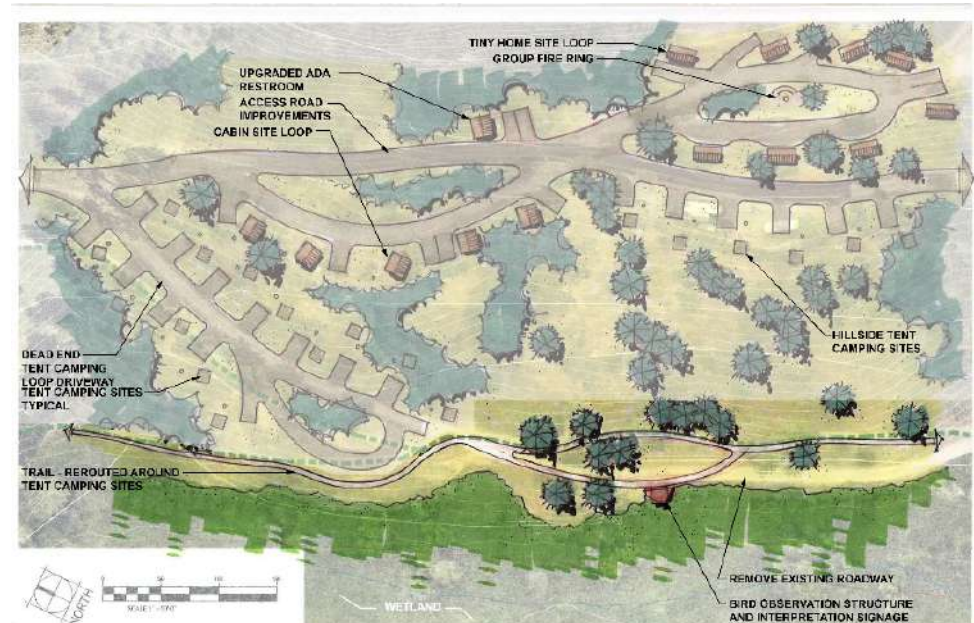 TINY HOME SITE LOOP
GROUP FIRE RING
UPGRADED ADA
RESTROOM
ACCESS ROAD
IMPROVEMENTS
CABIN SITE LOOP
HILLSIDE TENT
CAMPING SITES
DEAD END
TENT CAMPING
LOOP DRIVEWAY
TENT CAMPING SITES
TYPICAL
TRAIL - REROUTED AROUND
TENT CAMPING SITES
REMOVE EXISTING ROADWAY
BIRD OBSERVATION STRUCTURE
AND INTERPRETATION SIGNAGE
WETLAND
NORTH